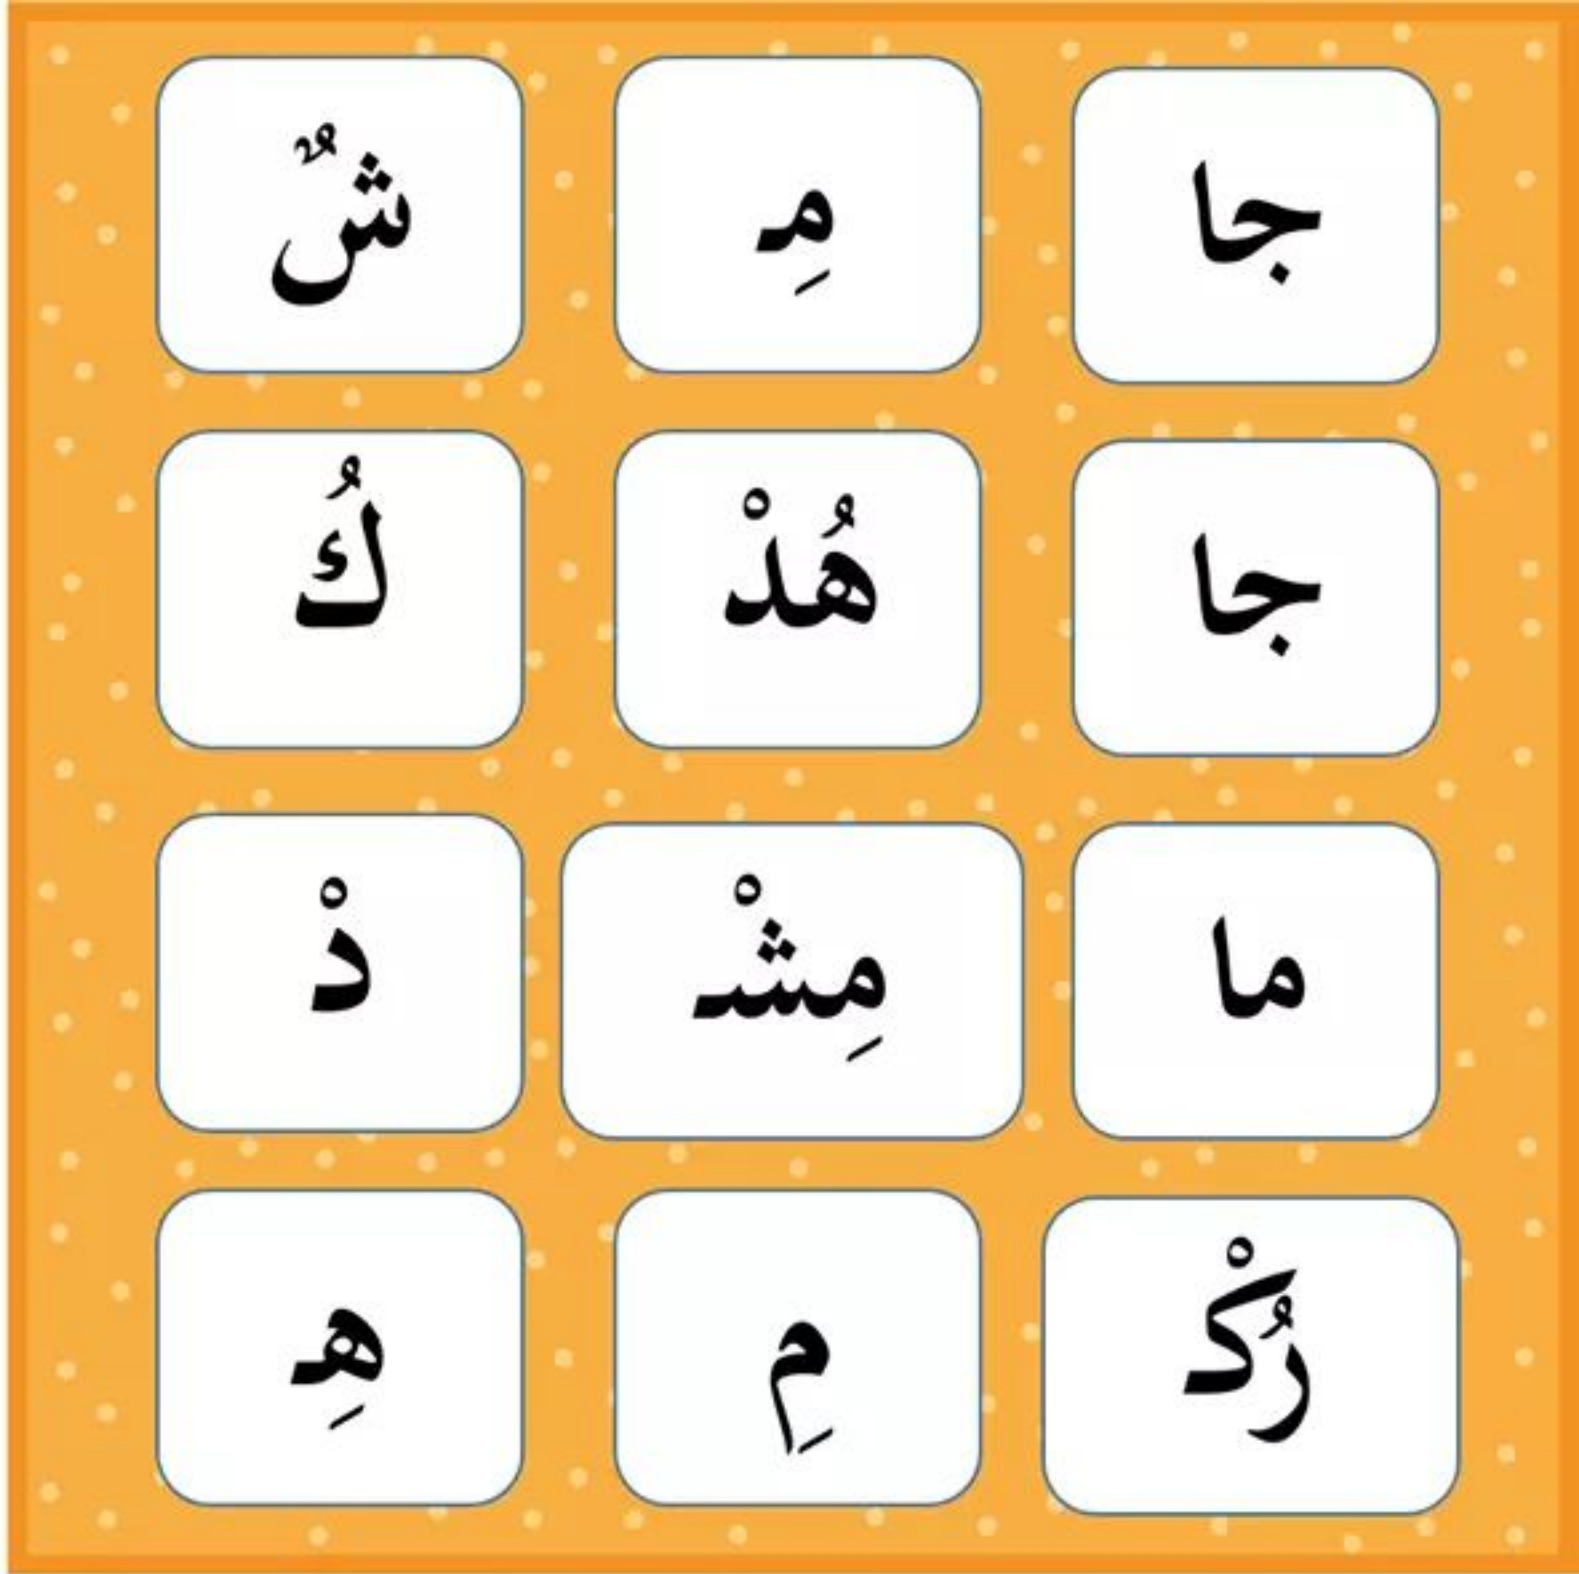 جا مِـ شٌ
جا هُدْ كُ
ما مِشْـ دْ
رُكْـ مِ هِـ